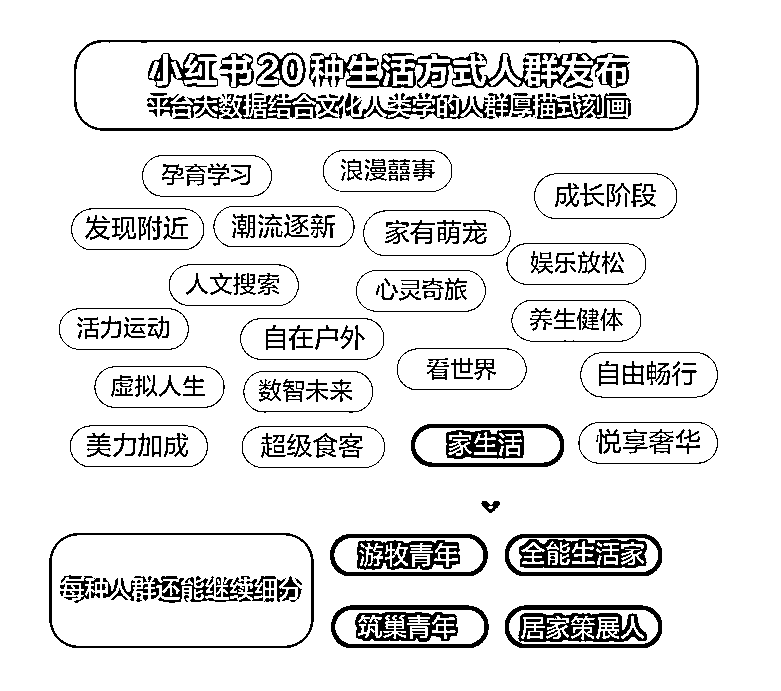 小红书20种生活方式人群发布
平台大数据结合文化人类学的人群厚描式刻画
孕育学习
浪漫囍事
成长阶段
发现附近
潮流逐新
家有萌宠
娱乐放松
人文搜索
心灵奇旅
养生健体
活力运动
自在户外
看世界
自由畅行
虚拟人生
数智未来
美力加成
超级食客
家生活
悦享奢华
每种人群还能继续细分
游牧青年
全能生活家
筑巢青年
居家策展人